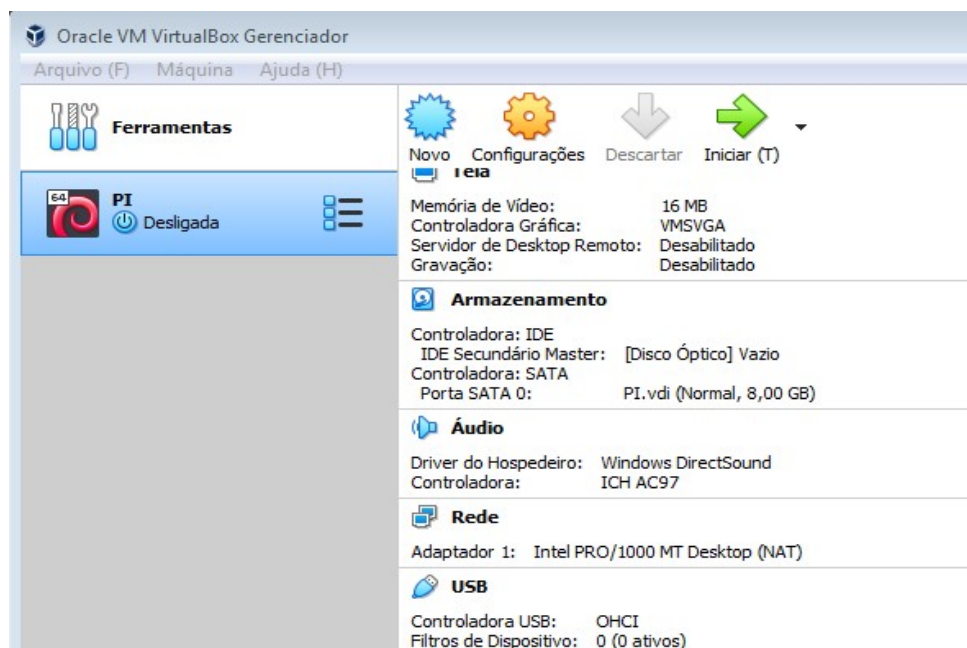 Oracle VM VirtualBox Gerenciador
Arquivo (F) Máquina Ajuda (H)
Ferramentas
Novo Configurações Descartar Iniciar (T)
64 PI
Desligada
Tela
Memória de Vídeo: 16 MB
Controladora Gráfica: VMSVGA
Servidor de Desktop Remoto: Desabilitado
Gravação: Desabilitado
Armazenamento
Controladora: IDE
IDE Secundário Master: [Disco Óptico] Vazio
Controladora: SATA
Porta SATA 0: PI.vdi (Normal, 8,00 GB)
Áudio
Driver do Hospedeiro: Windows DirectSound
Controladora: ICH AC97
Rede
Adaptador 1: Intel PRO/1000 MT Desktop (NAT)
USB
Controladora USB: OHCI
Filtros de Dispositivo: 0 (0 ativos)